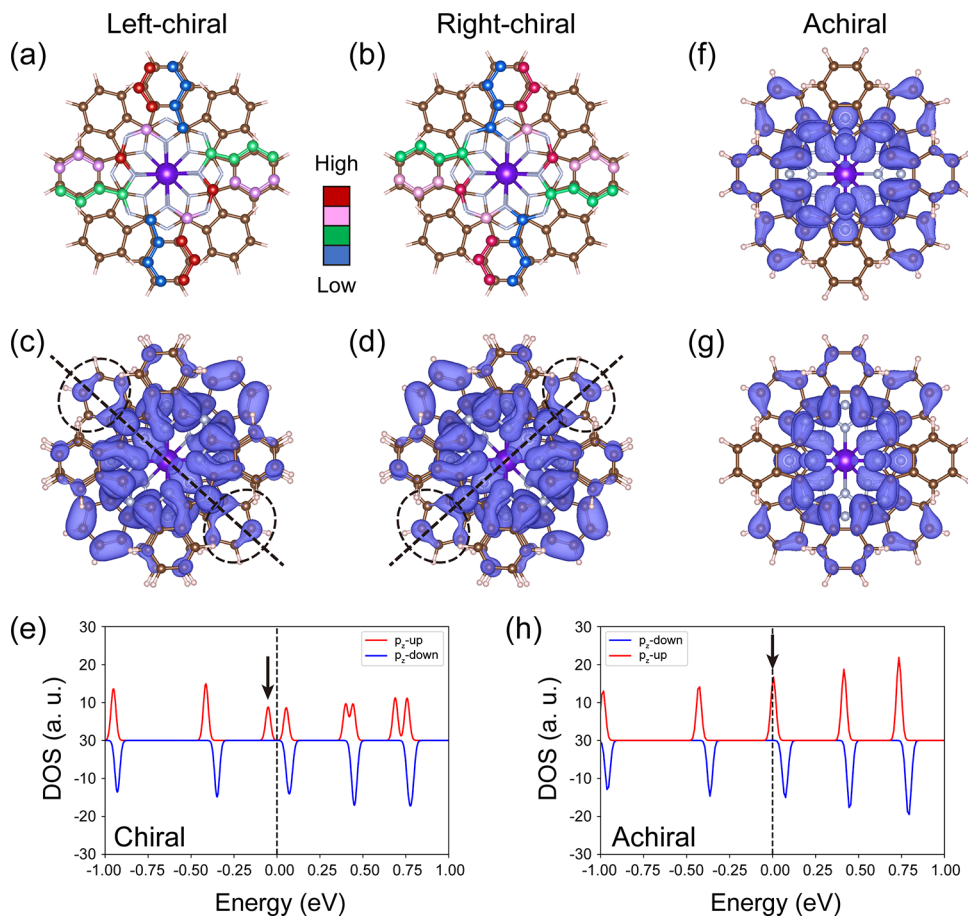 Left-chiral
Right-chiral
Achiral
(a)
(b)
(f)
High
Low
(c)
(d)
(g)
(e)
30
20
10
30
-10
-20
-30
DOS (a. u.)
pz-up
pz-down
Chiral
-1.00 -0.75 -0.50 -0.25 0.00 0.25 0.50 0.75 1.00
Energy (eV)
(h)
30
20
10
30
-10
-20
-30
DOS (a. u.)
pz-down
pz-up
Achiral
-1.00 -0.75 -0.50 -0.25 0.00 0.25 0.50 0.75 1.00
Energy (eV)